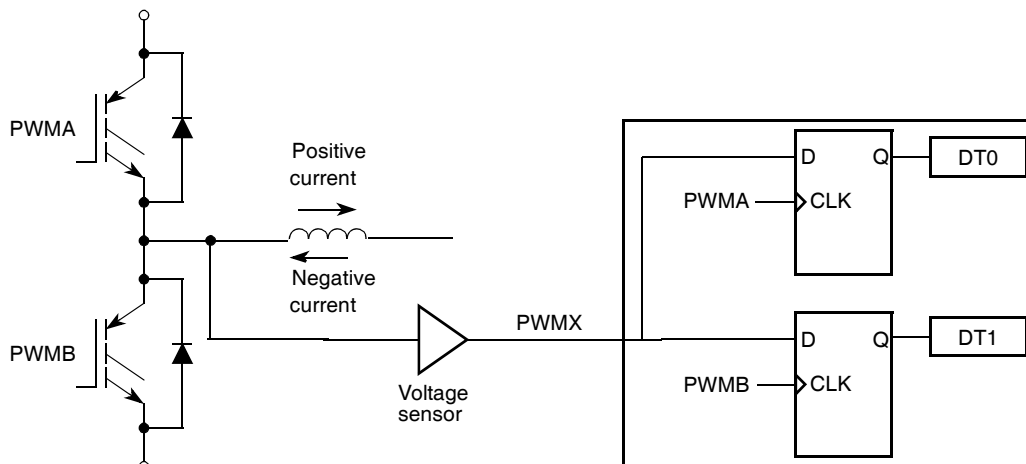 PWMA
Positive
current
D
Q
DT0
PWMA
CLK
Negative
current
PWMB
PWMX
Voltage
sensor
D
Q
DT1
PWMB
CLK